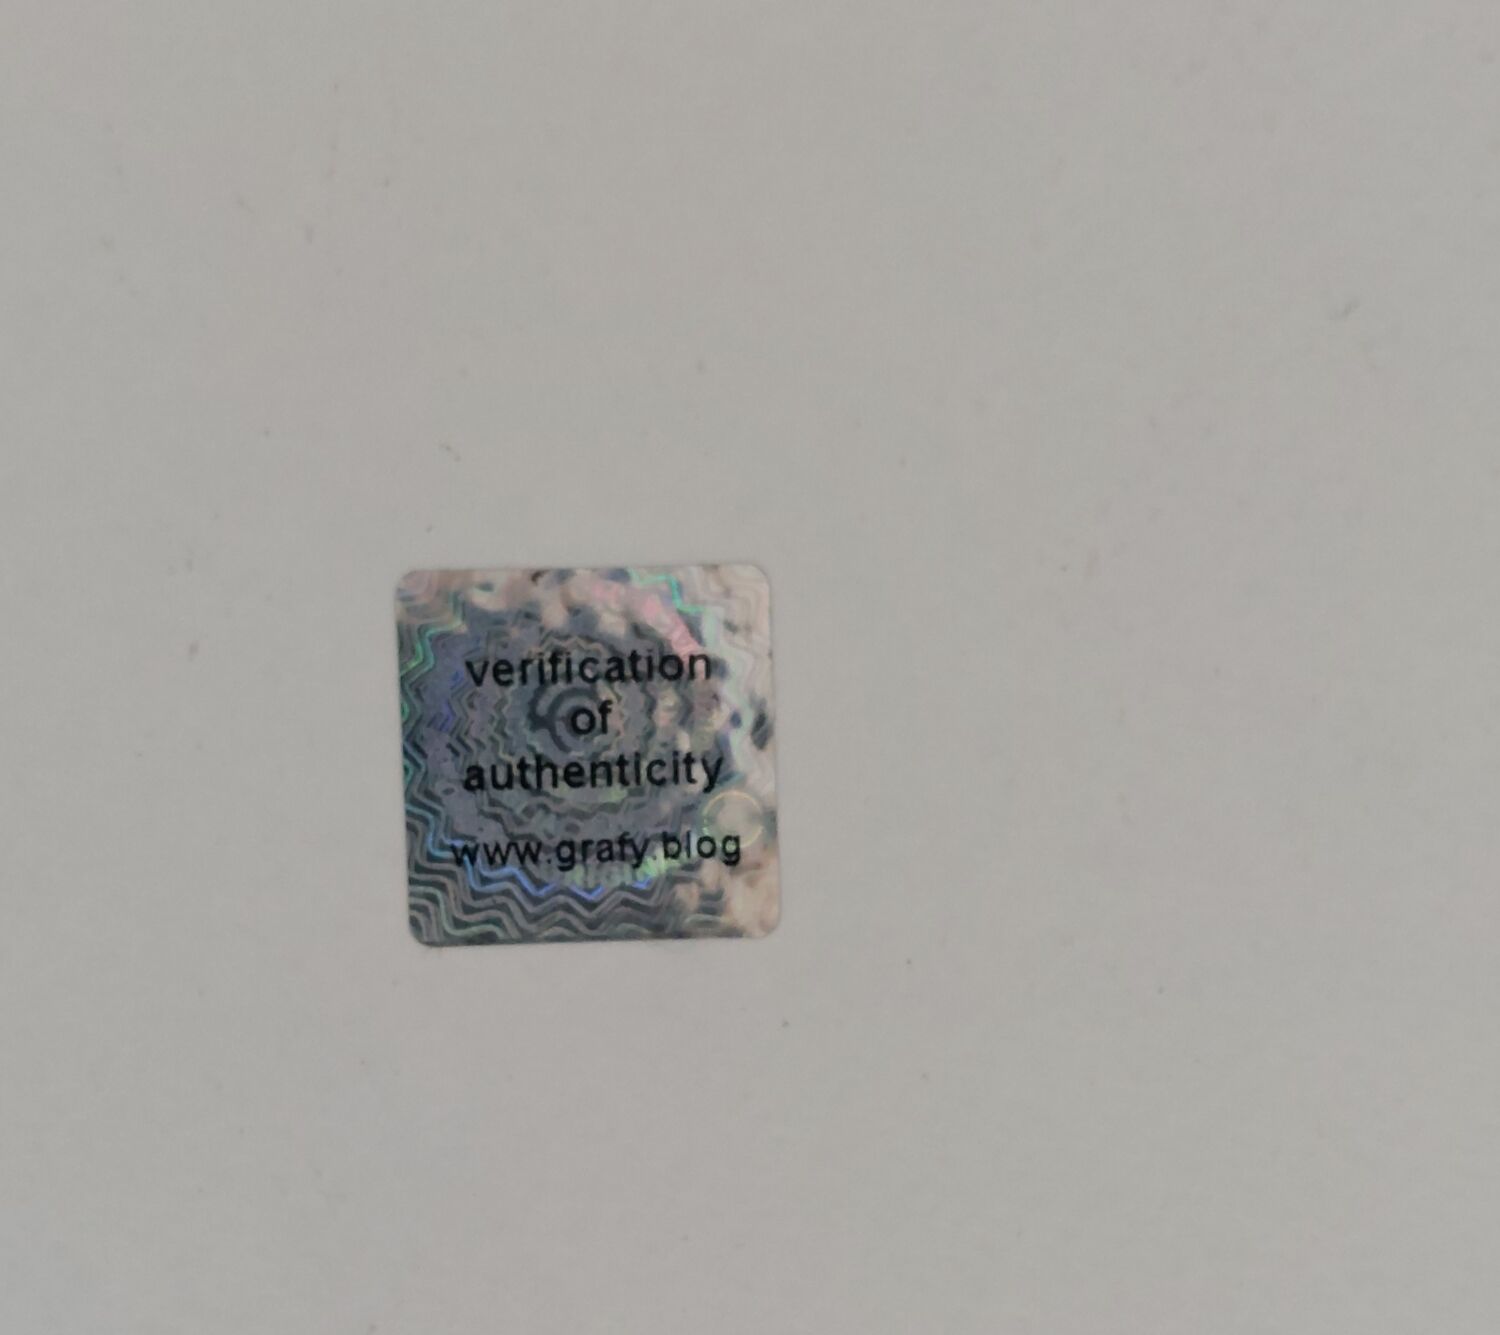 verification
of
authenticity
www.grafy.blog